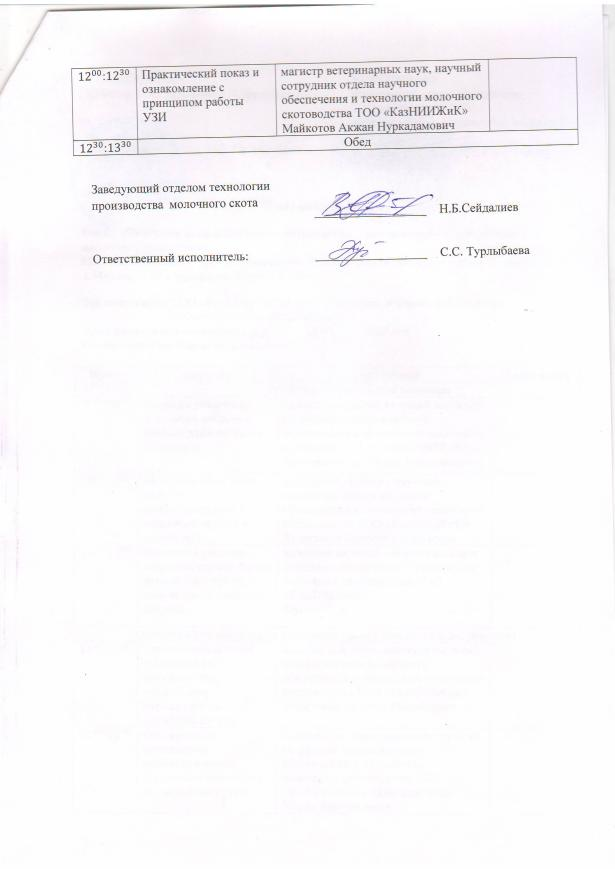 12⁰⁰:12³⁰ Практический показ и ознакомление с принципом работы УЗИ
магистр ветеринарных наук, научный
сотрудник отдела научного
обеспечения и технологии молочного
скотоводства ТОО «КазНИИЖиК»
Майкотов Акжан Нуркадамович
12³⁰:13³⁰ Обед
Заведующий отделом технологии
производства молочного скота Н.Б.Сейдалиев
Ответственный исполнитель: С.С. Турлыбаева